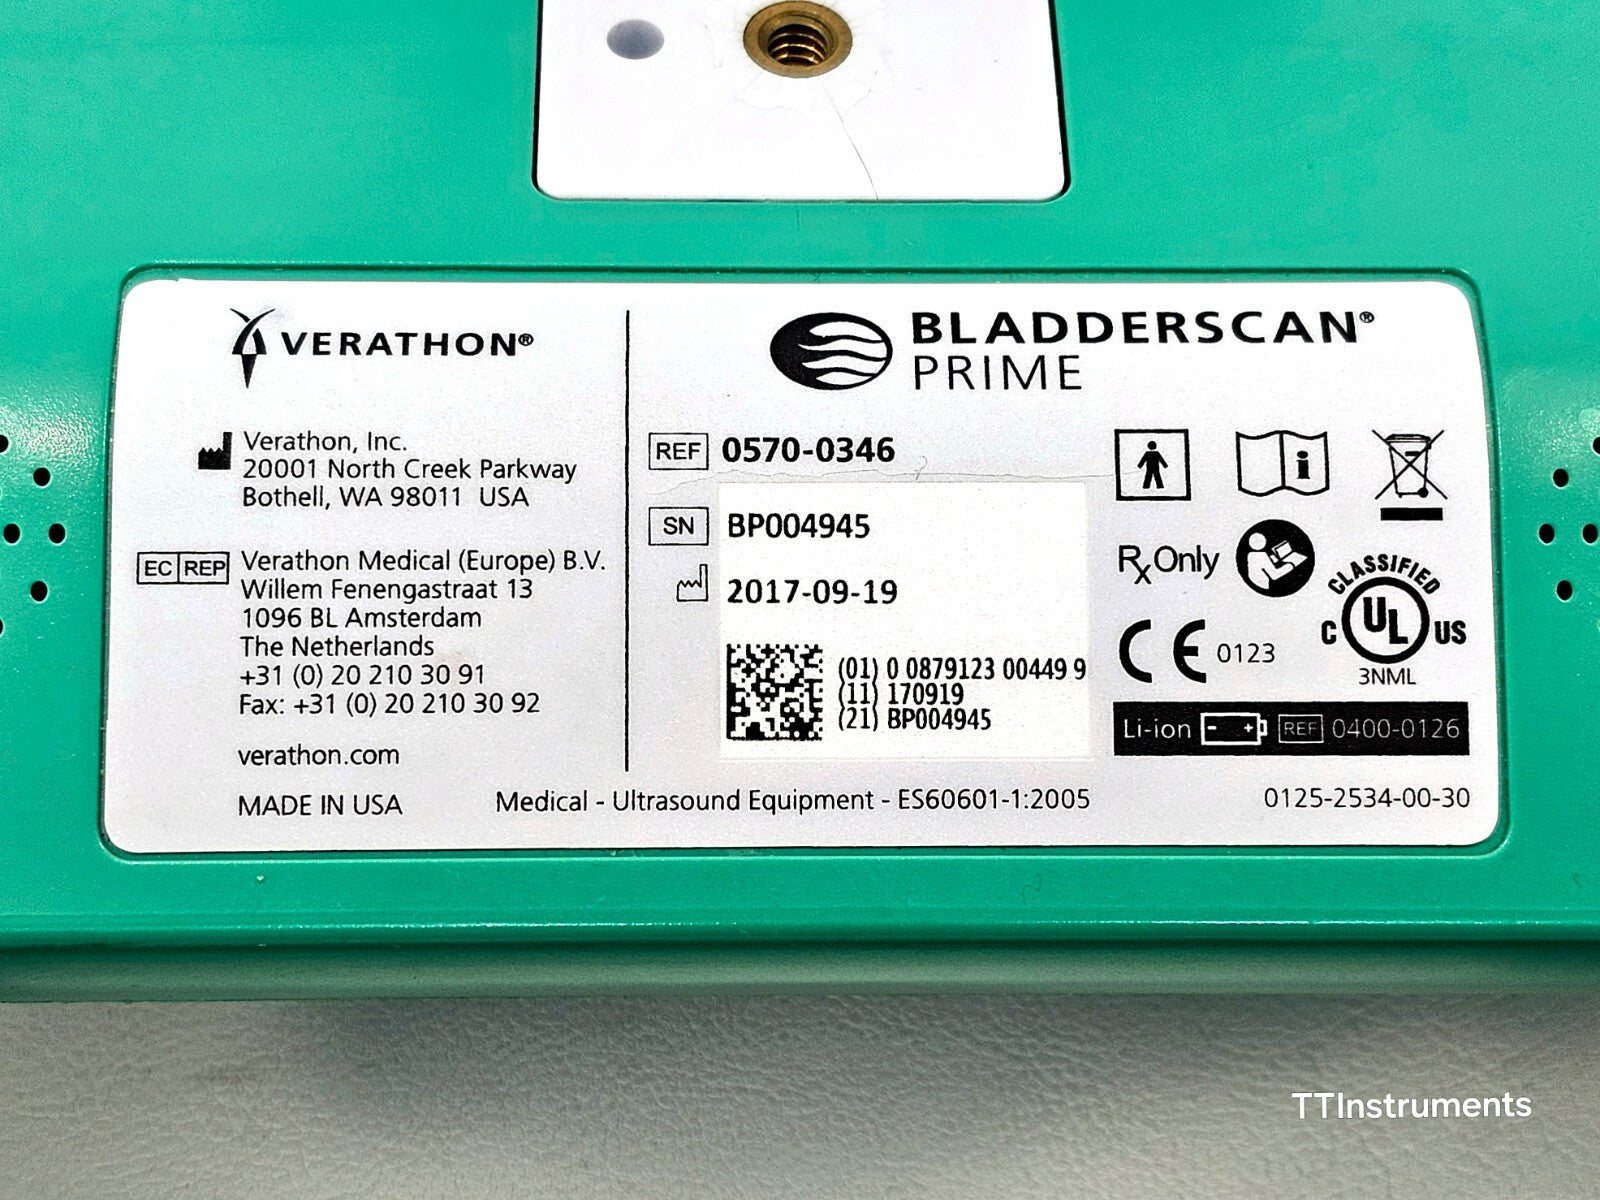 VERATHON®
Verathon, Inc.
20001 North Creek Parkway
Bothell, WA 98011 USA
EC REP
Verathon Medical (Europe) B.V.
Willem Fenengastraat 13
1096 BL Amsterdam
The Netherlands
+31 (0) 20 210 30 91
Fax: +31 (0) 20 210 30 92
verathon.com
MADE IN USA
BLADDERSCAN®
PRIME
REF 0570-0346
SN BP004945
2017-09-19
(01) 0 0879123 00449 9
(11) 170919
(21) BP004945
i
Rx Only
CE 0123
CLASSIFIED
C UL US
3NML
Li-ion - + REF 0400-0126
Medical - Ultrasound Equipment - ES60601-1:2005
0125-2534-00-30
TTInstruments